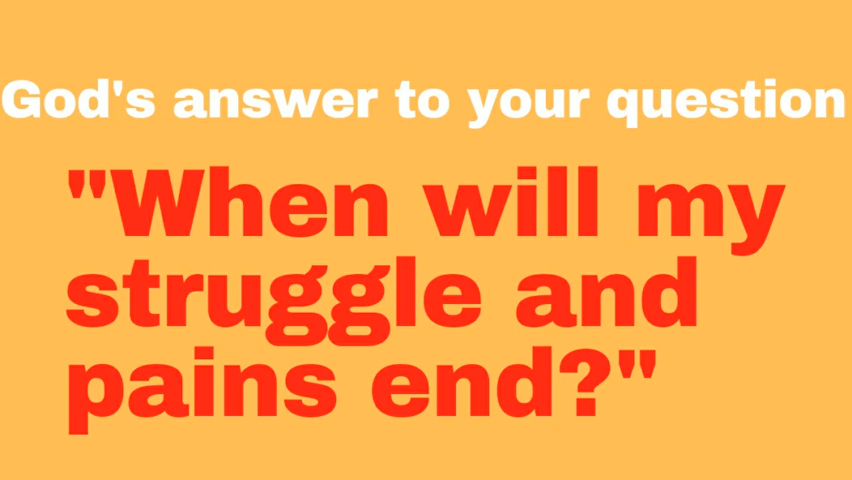 God's answer to your question
"When will my
struggle and
pains end?"